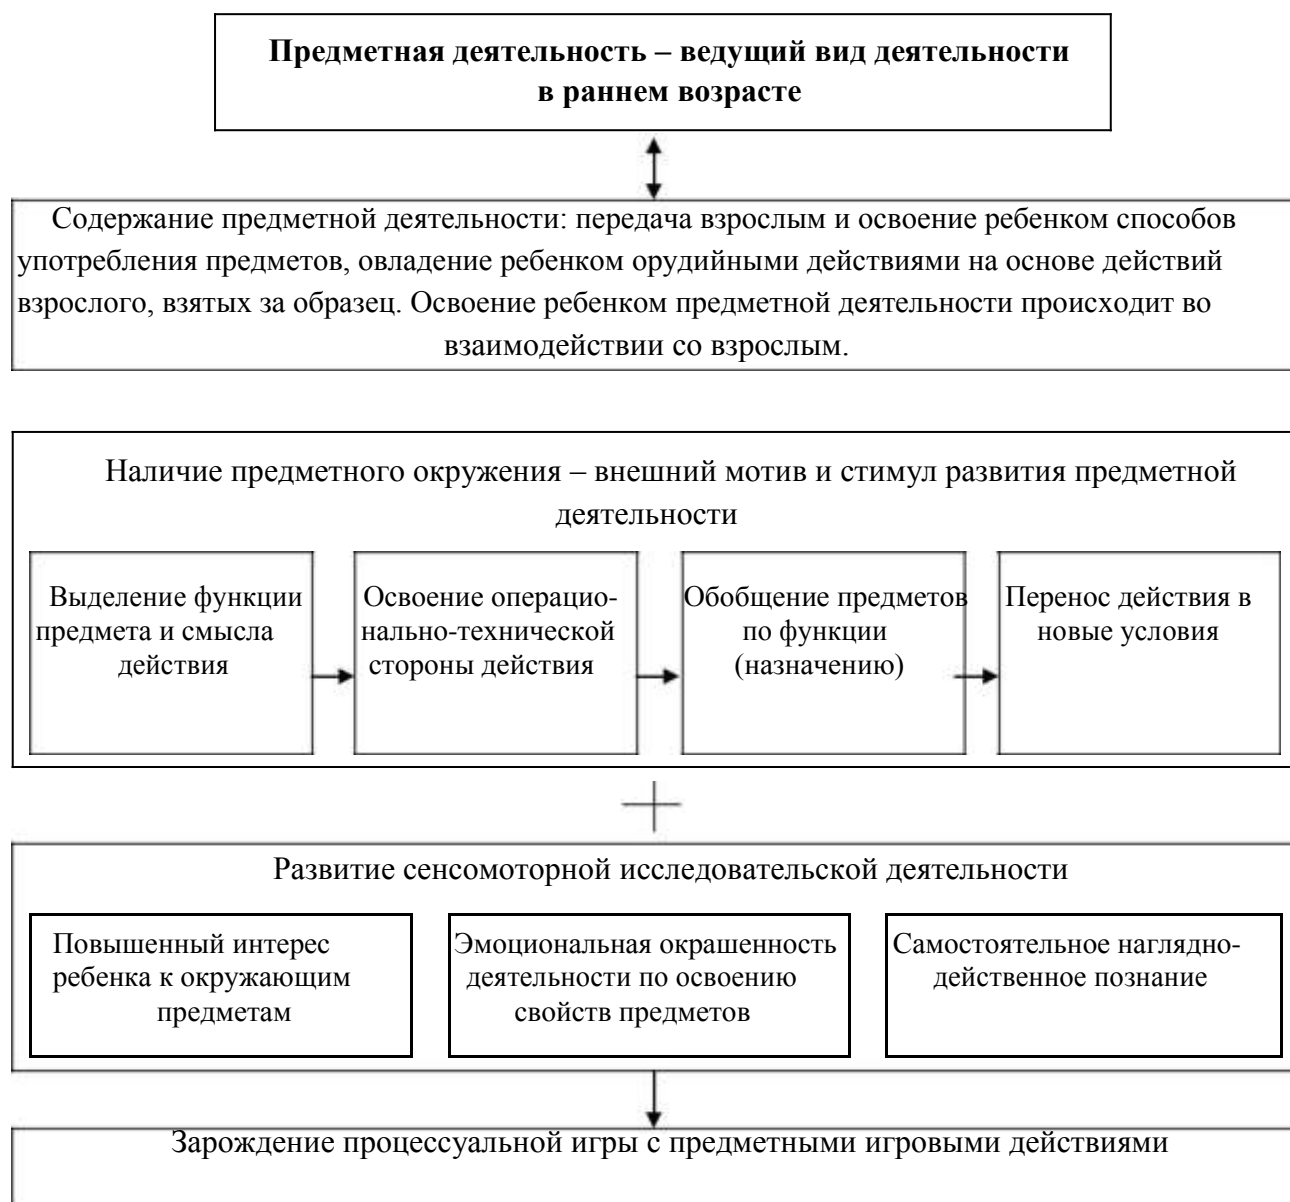 Предметная деятельность – ведущий вид деятельности
в раннем возрасте
Содержание предметной деятельности: передача взрослым и освоение ребенком способов
употребления предметов, овладение ребенком орудийными действиями на основе действий
взрослого, взятых за образец. Освоение ребенком предметной деятельности происходит во
взаимодействии со взрослым.
Наличие предметного окружения – внешний мотив и стимул развития предметной
деятельности
Выделение функции
предмета и смысла
действия
Освоение операцио-
нально-технической
стороны действия
Обобщение предметов
по функции
(назначению)
Перенос действия в
новые условия
Развитие сенсомоторной исследовательской деятельности
Повышенный интерес
ребенка к окружающим
предметам
Эмоциональная окрашенность
деятельности по освоению
свойств предметов
Самостоятельное наглядно-
действенное познание
Зарождение процессуальной игры с предметными игровыми действиями